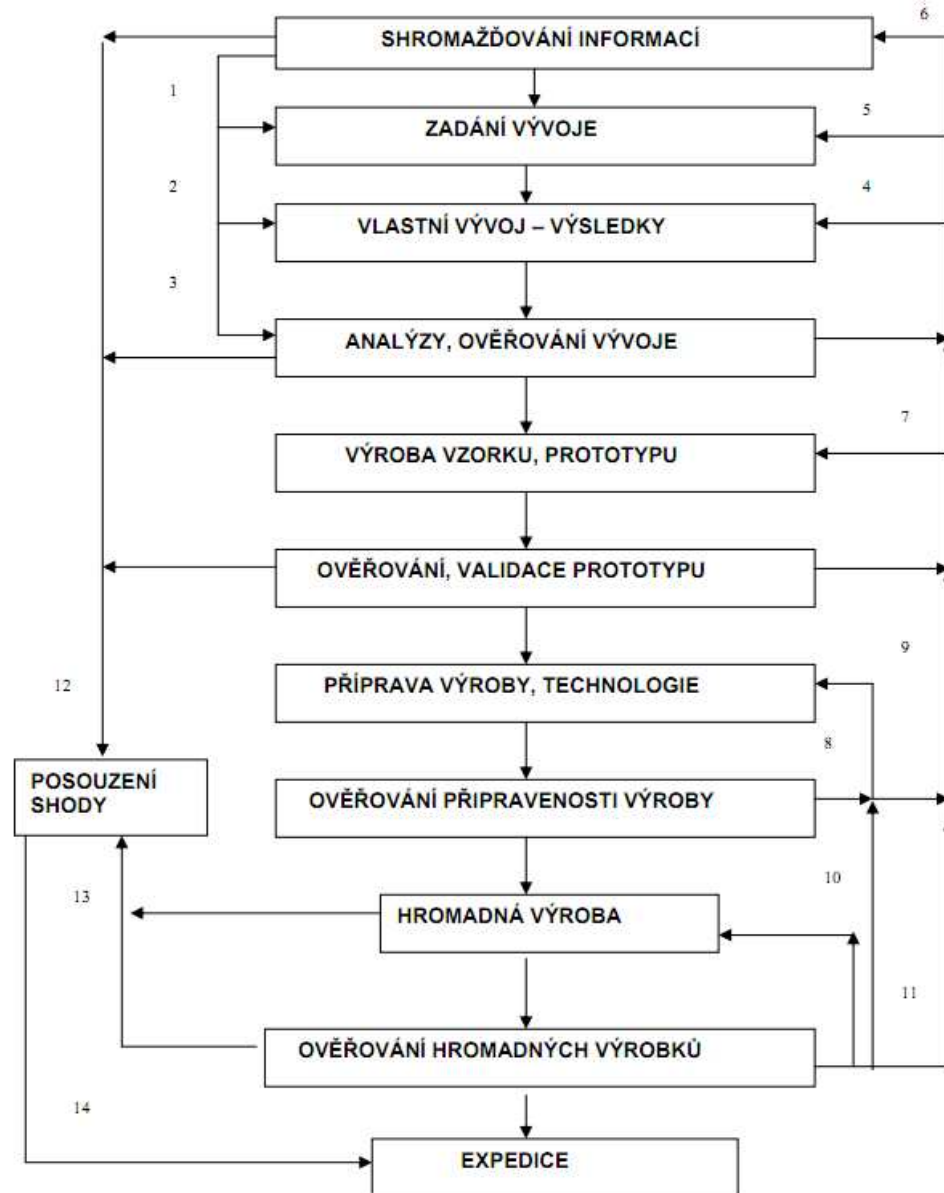 6
SHROMAŽĎOVÁNÍ INFORMACÍ
1
5
ZADÁNÍ VÝVOJE
2
4
VLASTNÍ VÝVOJ – VÝSLEDKY
3
ANALÝZY, OVĚŘOVÁNÍ VÝVOJE
7
VÝROBA VZORKU, PROTOTYPU
OVĚŘOVÁNÍ, VALIDACE PROTOTYPU
9
12
PŘÍPRAVA VÝROBY, TECHNOLOGIE
8
POSOUZENÍ
SHODY
OVĚŘOVÁNÍ PŘIPRAVENOSTI VÝROBY
10
13
HROMADNÁ VÝROBA
11
OVĚŘOVÁNÍ HROMADNÝCH VÝROBKŮ
14
EXPEDICE